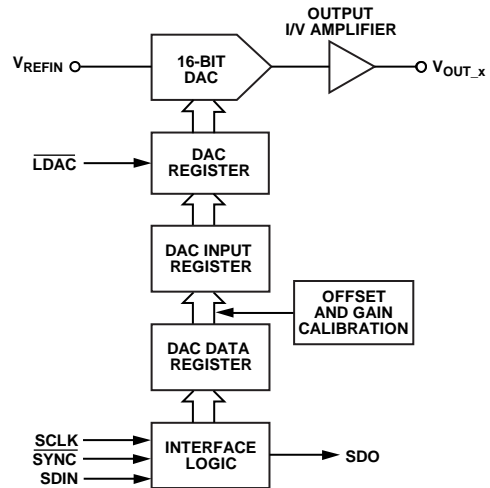 OUTPUT
I/V AMPLIFIER
V_REFIN
16-BIT
DAC
V_OUT_x
LDAC
DAC
REGISTER
DAC INPUT
REGISTER
OFFSET
AND GAIN
CALIBRATION
DAC DATA
REGISTER
SCLK
SYNC
SDIN
INTERFACE
LOGIC
SDO